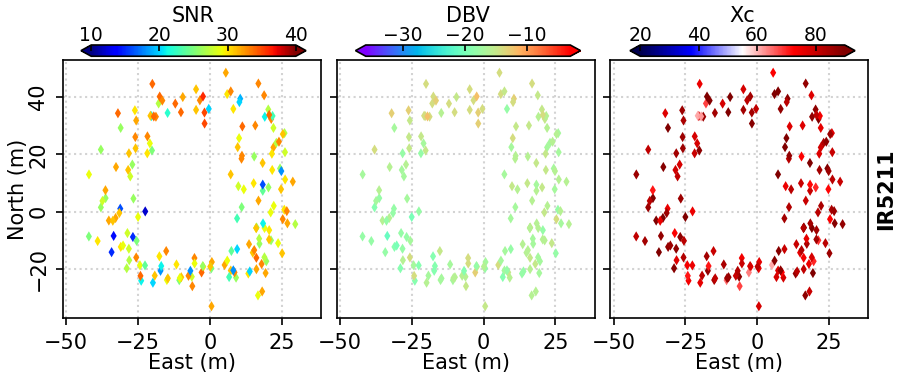 SNR DBV Xc
10 20 30 40 −30 −20 −10 20 40 60 80
40
20
0
−20
North (m)
−50 −25 0 25 −50 −25 0 25 −50 −25 0 25
East (m) East (m) East (m)
IR5211